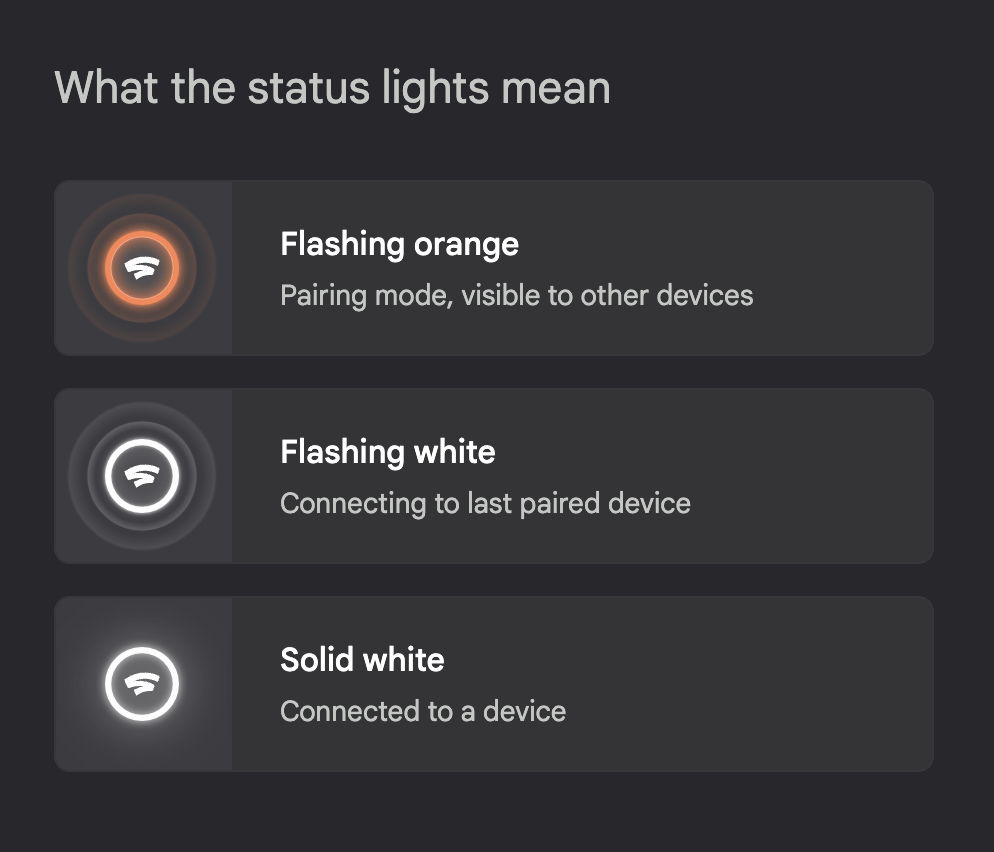 What the status lights mean
Flashing orange
Pairing mode, visible to other devices
Flashing white
Connecting to last paired device
Solid white
Connected to a device